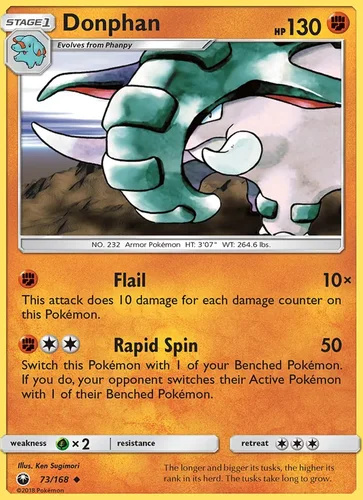 STAGE 1 Donphan HP 130
Evolves from Phanpy
NO. 232 Armor Pokémon HT: 3'07" WT: 264.6 lbs.
Flail 10×
This attack does 10 damage for each damage counter on
this Pokémon.
Rapid Spin 50
Switch this Pokémon with 1 of your Benched Pokémon.
If you do, your opponent switches their Active Pokémon
with 1 of their Benched Pokémon.
weakness ×2 resistance retreat
Illus. Ken Sugimori
73/168
©2018 Pokémon
The longer and bigger its tusks, the higher its
rank in its herd. The tusks take long to grow.